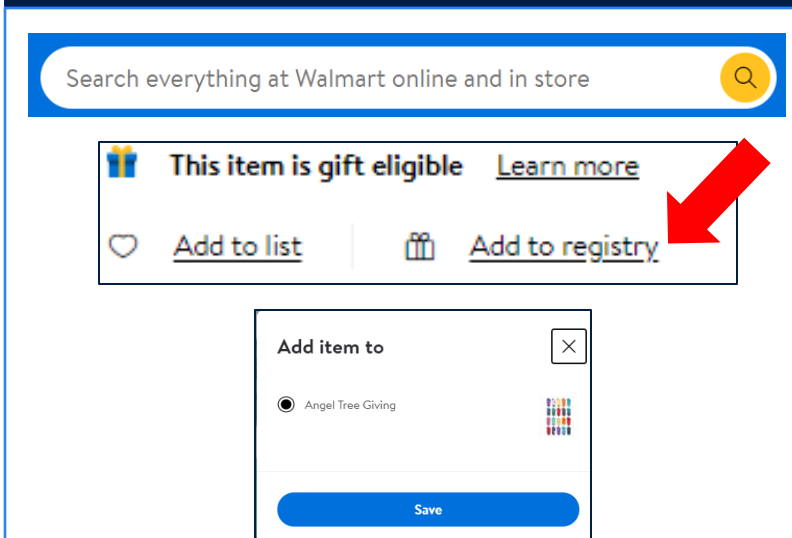 Search everything at Walmart online and in store
This item is gift eligible Learn more
Add to list Add to registry
Add item to
Angel Tree Giving
Save